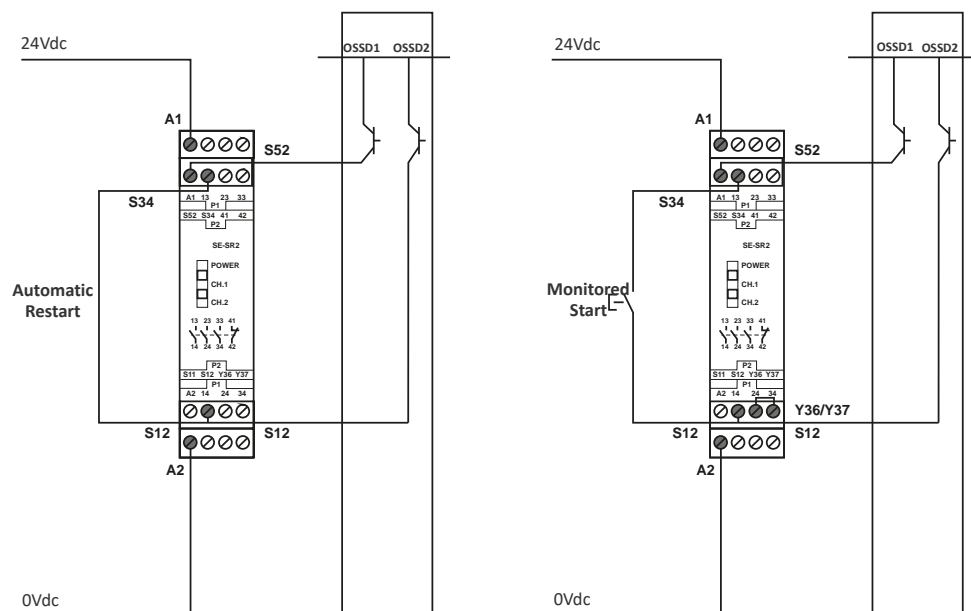 24Vdc
OSSD1 OSSD2
A1
S52
S34
A1 13 23 33
P1
S52 S34 41 42
P2
SE-SR2
POWER
CH.1
CH.2
Automatic
Restart
13 23 33 41
14 24 34 42
P2
S11 S12 Y36 Y37
P1
A2 14 24 34
S12 S12
A2
0Vdc
24Vdc
OSSD1 OSSD2
A1
S52
S34
A1 13 23 33
P1
S52 S34 41 42
P2
SE-SR2
POWER
CH.1
CH.2
Monitored
Start
13 23 33 41
14 24 34 42
P2
S11 S12 Y36 Y37
P1
A2 14 24 34
Y36/Y37
S12 S12
A2
0Vdc